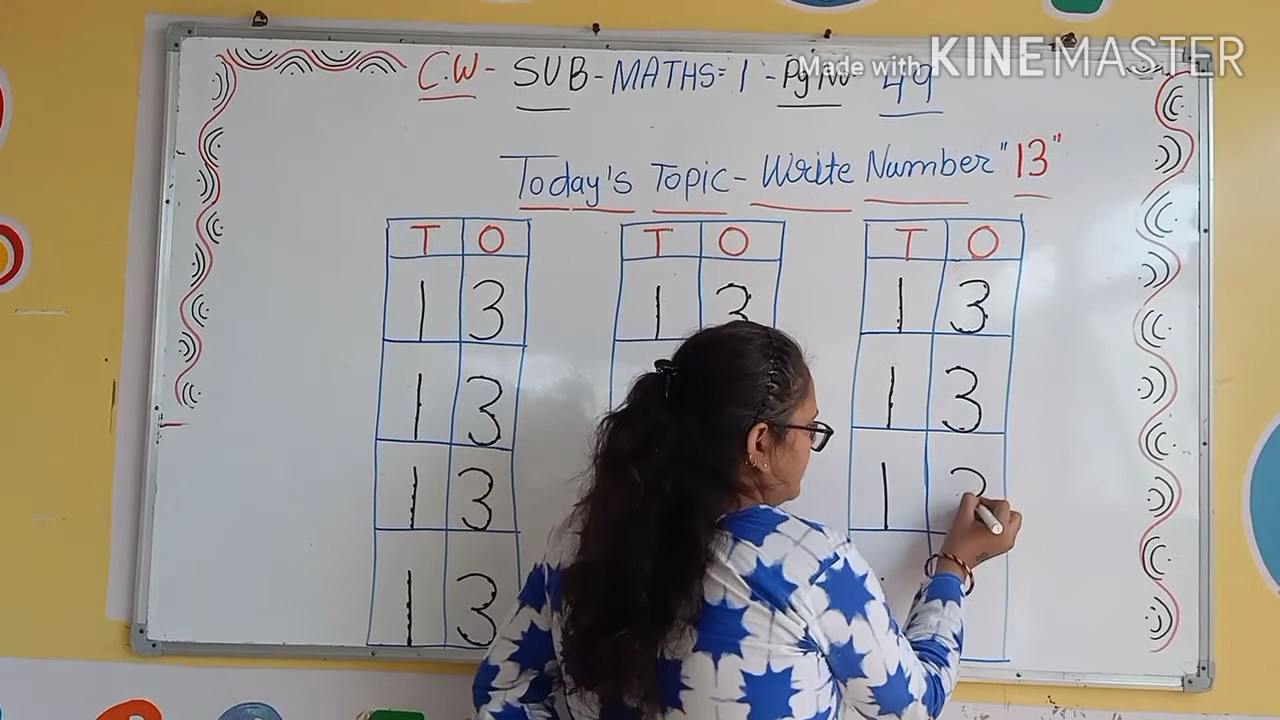 Made with KINEMASTER
C.W - SUB - MATHS = 1 - Pg No 49
Today's Topic - Write Number "13"
T O T O T O
1 3 1 3 1 3
1 3 1 3
1 3 1 3
1 3